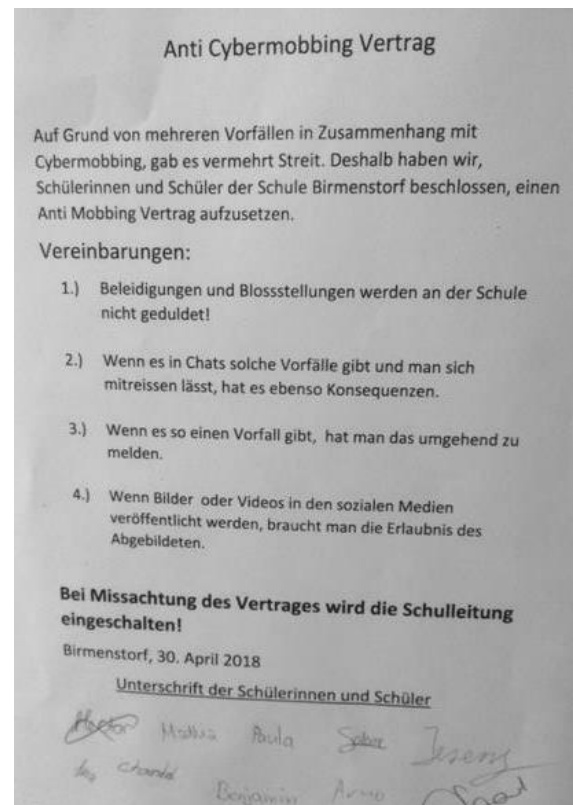 Anti Cybermobbing Vertrag
Auf Grund von mehreren Vorfällen in Zusammenhang mit
Cybermobbing, gab es vermehrt Streit. Deshalb haben wir,
Schülerinnen und Schüler der Schule Birmenstorf beschlossen, einen
Anti Mobbing Vertrag aufzusetzen.
Vereinbarungen:
1.) Beleidigungen und Blossstellungen werden an der Schule
nicht geduldet!
2.) Wenn es in Chats solche Vorfälle gibt und man sich
mitreissen lässt, hat es ebenso Konsequenzen.
3.) Wenn es so einen Vorfall gibt, hat man das umgehend zu
melden.
4.) Wenn Bilder oder Videos in den sozialen Medien
veröffentlicht werden, braucht man die Erlaubnis des
Abgebildeten.
Bei Missachtung des Vertrages wird die Schulleitung
eingeschalten!
Birmenstorf, 30. April 2018
Unterschrift der Schülerinnen und Schüler
Paula
Benjamin Arno